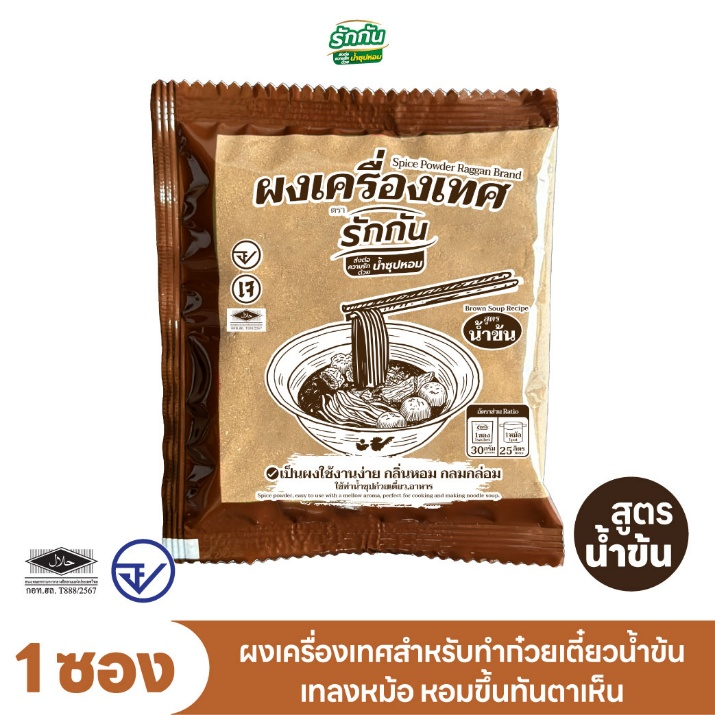 รักกัน
ส่งต่อความรักด้วย น้ำซุปหอม
Spice Powder Raggan Brand
ผงเครื่องเทศ
ตรา
รักกัน
ส่งต่อความรักด้วย น้ำซุปหอม
เจ
Brown Soup Recipe
สูตร
น้ำข้น
อัตราส่วน Ratio
1 ซอง
1 หม้อ
30 กรัม
25 ลิตร
เป็นผงใช้งานง่าย กลิ่นหอม กลมกล่อม
ใช้ทำน้ำซุปก๋วยเตี๋ยว,อาหาร
Spice powder, easy to use with a mellow aroma, perfect for cooking and making noodle soup.
สูตร
น้ำข้น
حلال
กอท.ฮล. T888/2567
1 ซอง
ผงเครื่องเทศสำหรับทำก๋วยเตี๋ยวน้ำข้น
เทลงหม้อ หอมขึ้นทันตาเห็น